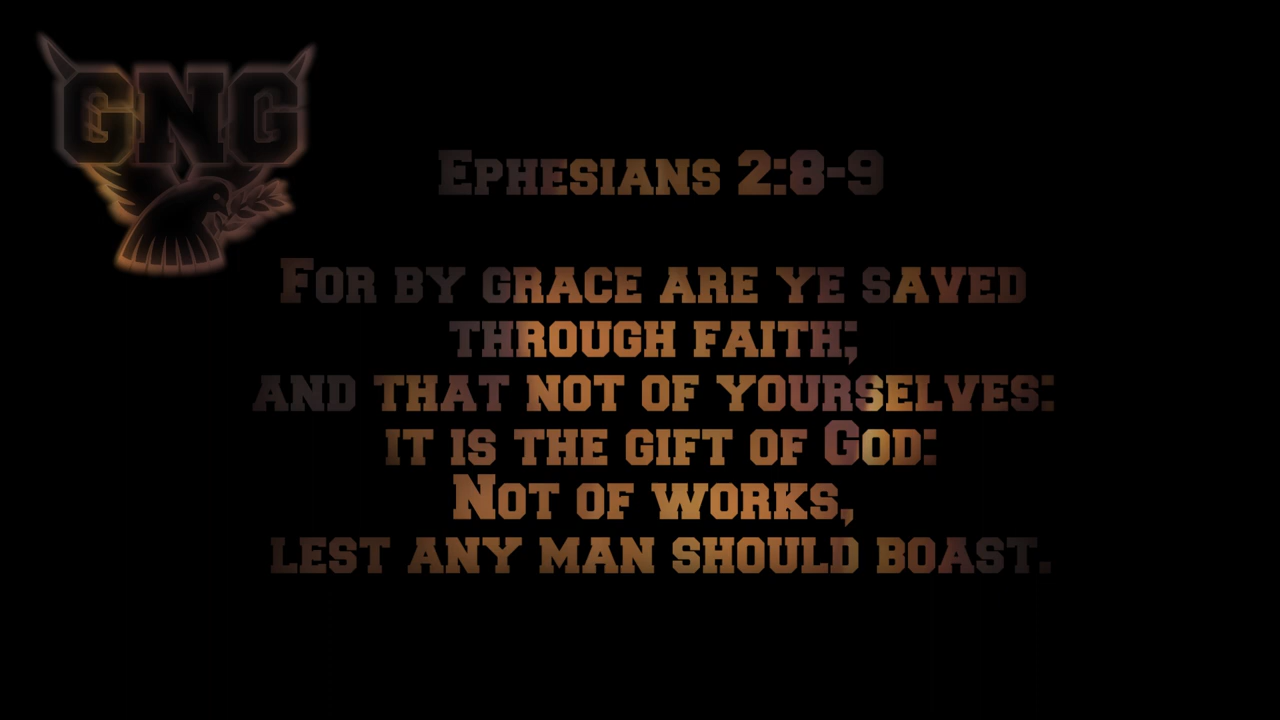 GNG
Ephesians 2:8-9
For by grace are ye saved
through faith;
and that not of yourselves:
it is the gift of God:
Not of works,
lest any man should boast.